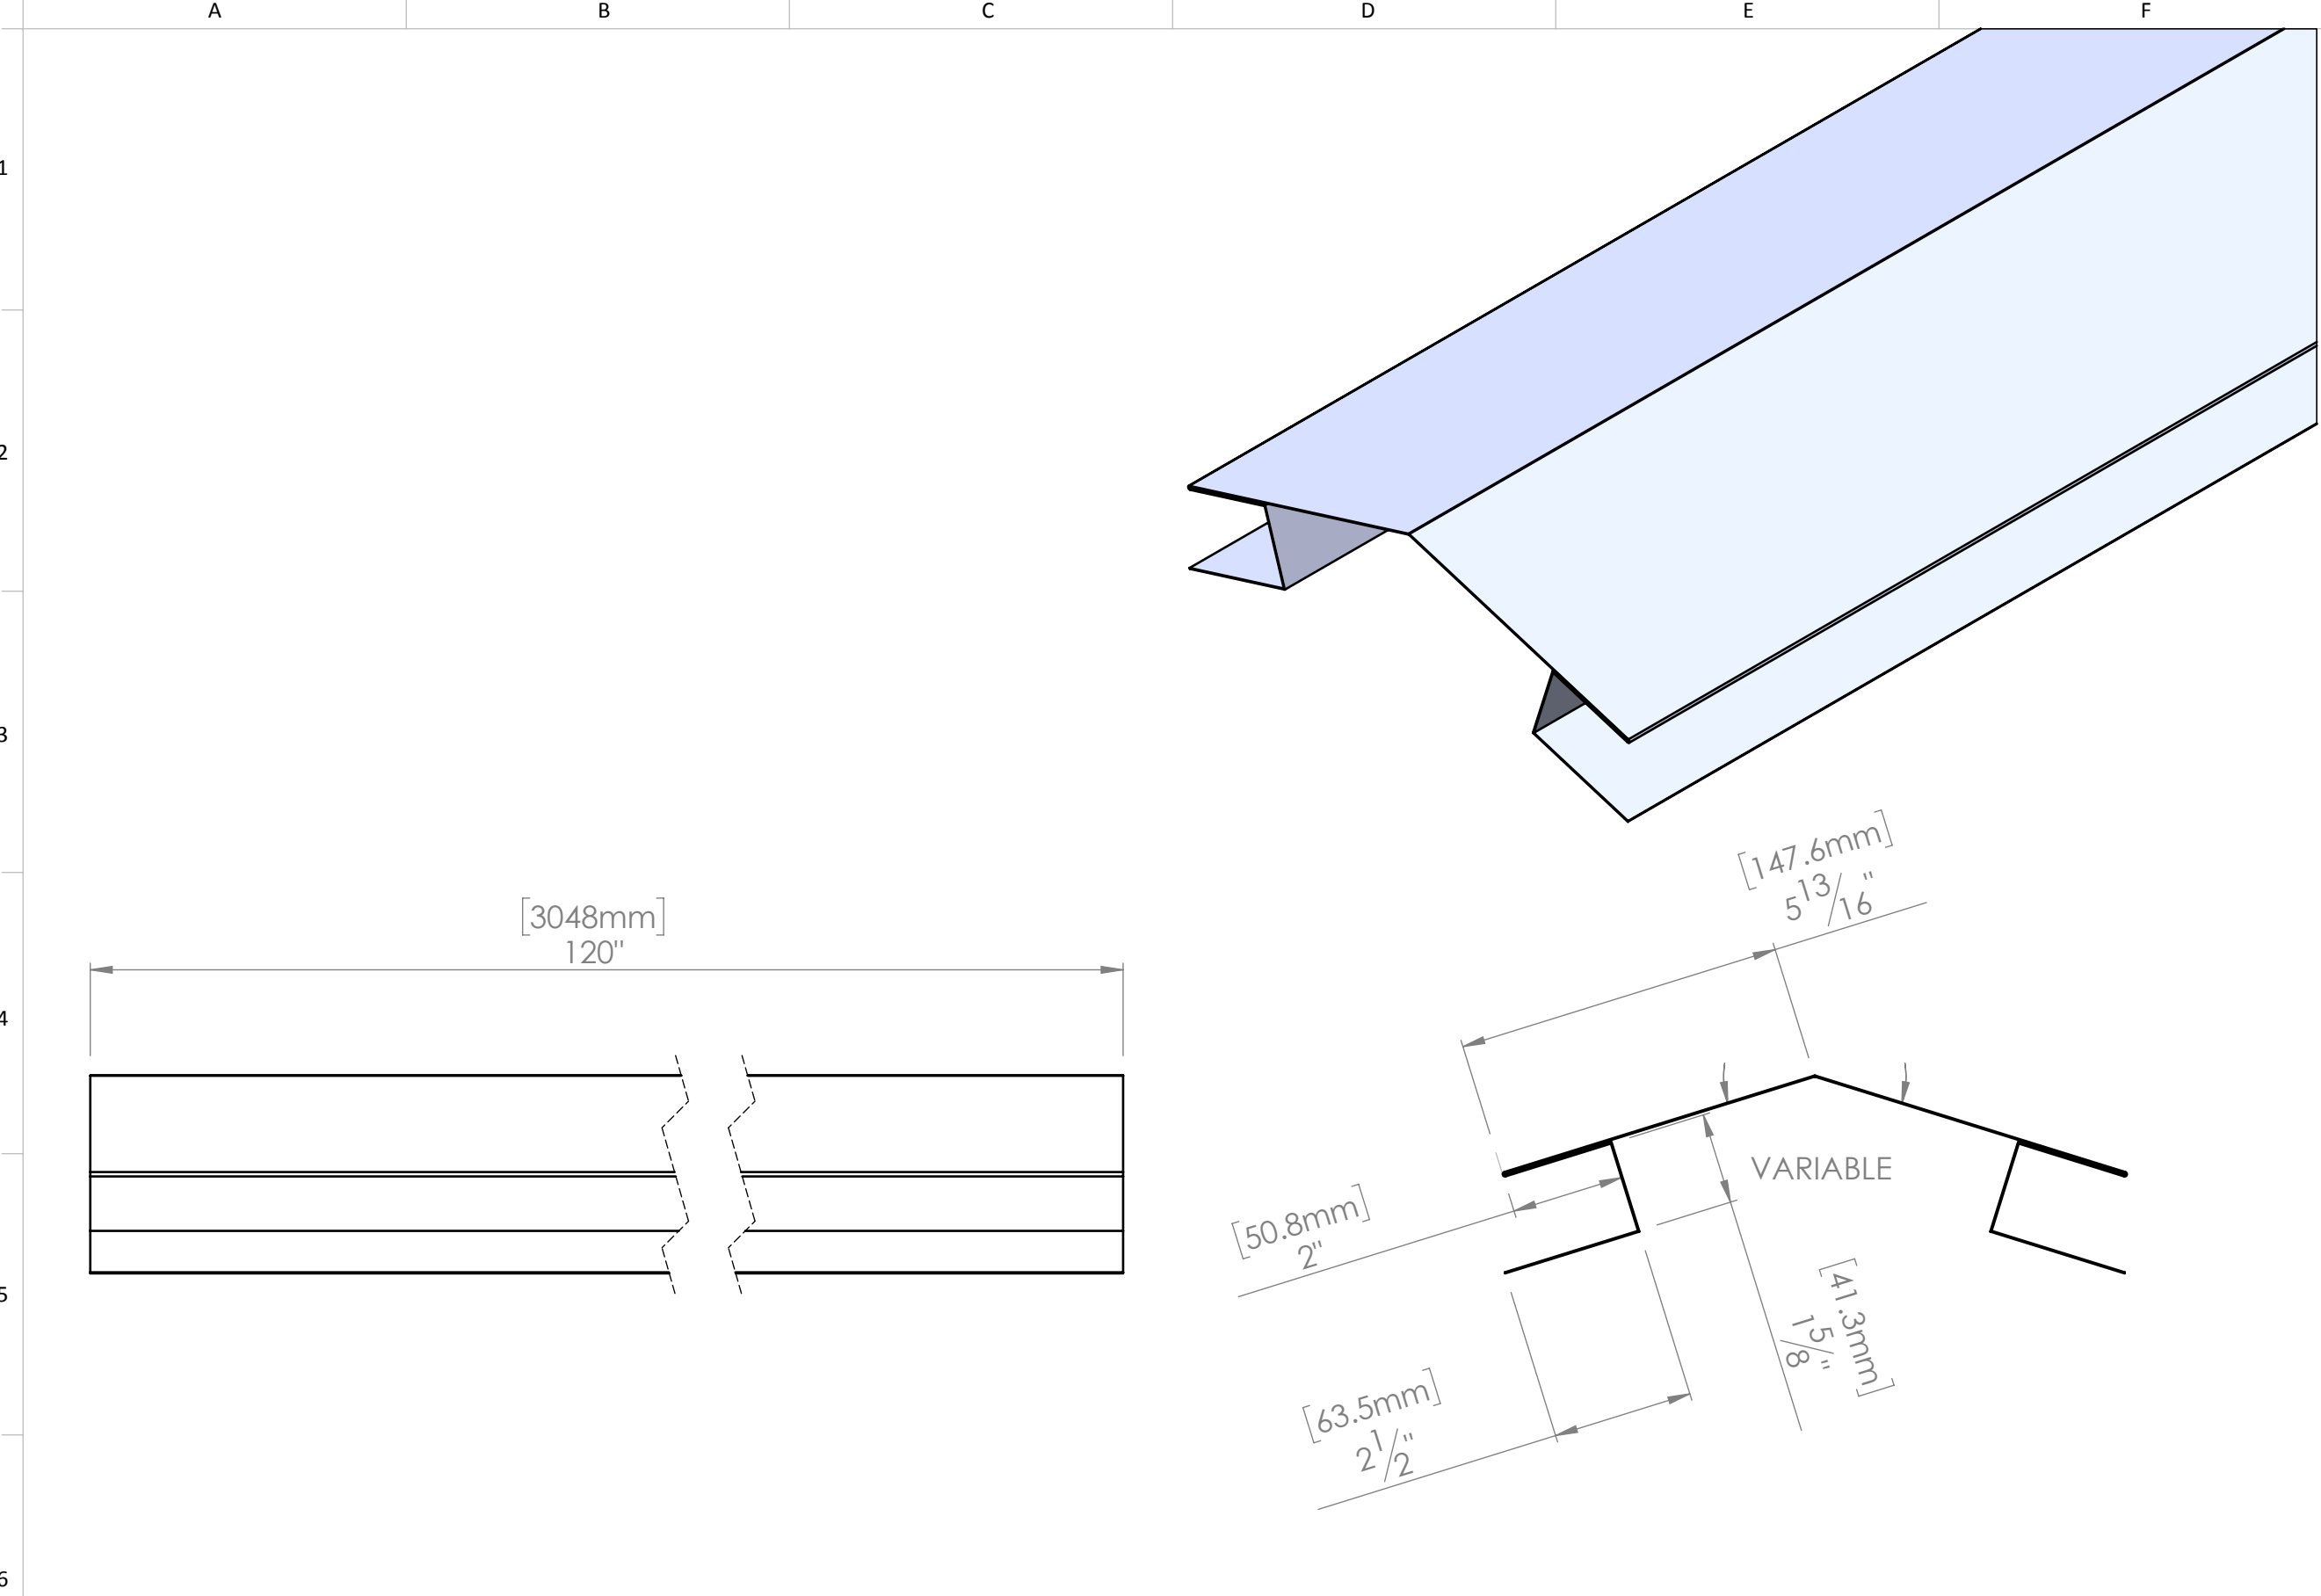 A B C D E F
1
2
3
[147.6mm]
5 13/16"
[3048mm]
120"
4
VARIABLE
[50.8mm]
2"
5
[41.3mm]
1 5/8"
[63.5mm]
2 1/2"
6